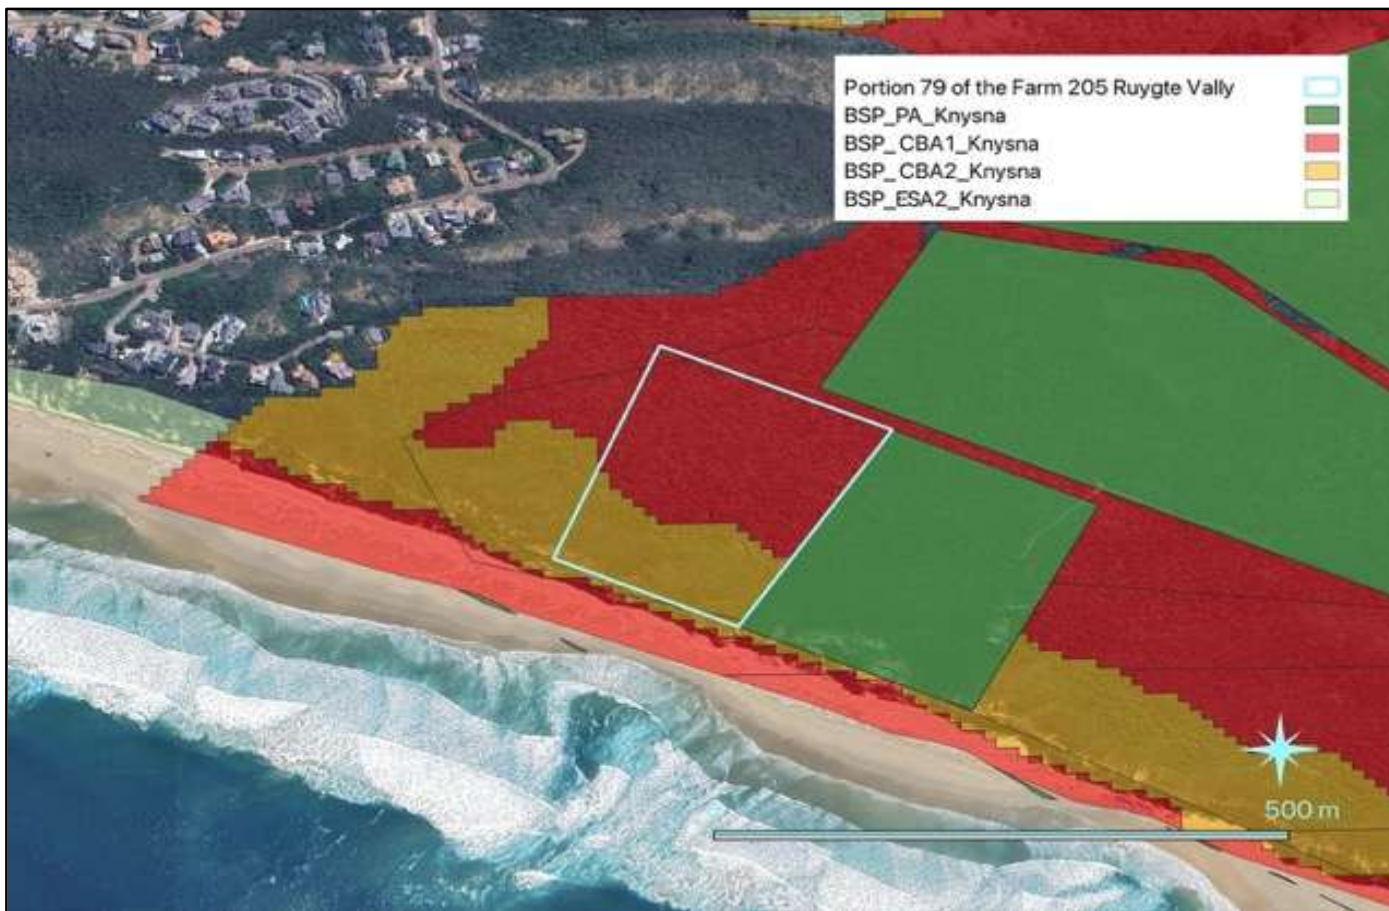 Portion 79 of the Farm 205 Ruygte Vally
BSP_PA_Knysna
BSP_ CBA1_Knysna
BSP_ CBA2_Knysna
BSP_ESA2_Knysna
500 m